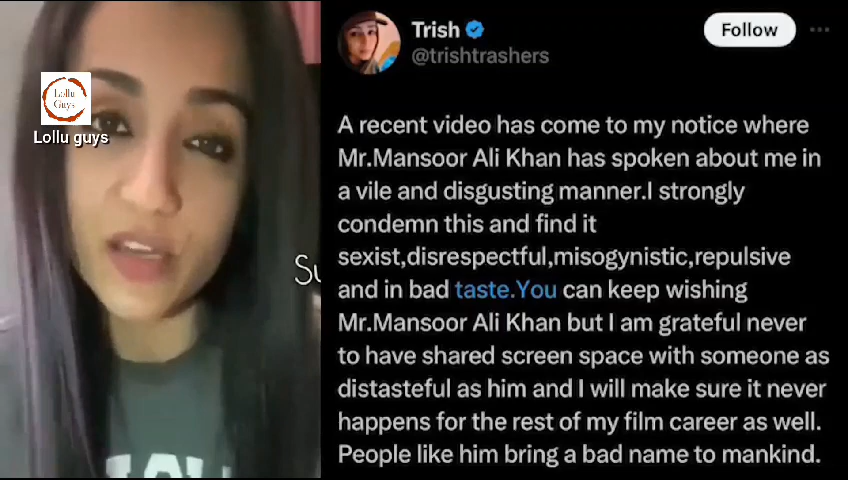 Lollu
Guys
Lollu guys
Su
Trish
@trishtrashers
Follow
A recent video has come to my notice where
Mr.Mansoor Ali Khan has spoken about me in
a vile and disgusting manner.I strongly
condemn this and find it
sexist,disrespectful,misogynistic,repulsive
and in bad taste.You can keep wishing
Mr.Mansoor Ali Khan but I am grateful never
to have shared screen space with someone as
distasteful as him and I will make sure it never
happens for the rest of my film career as well.
People like him bring a bad name to mankind.